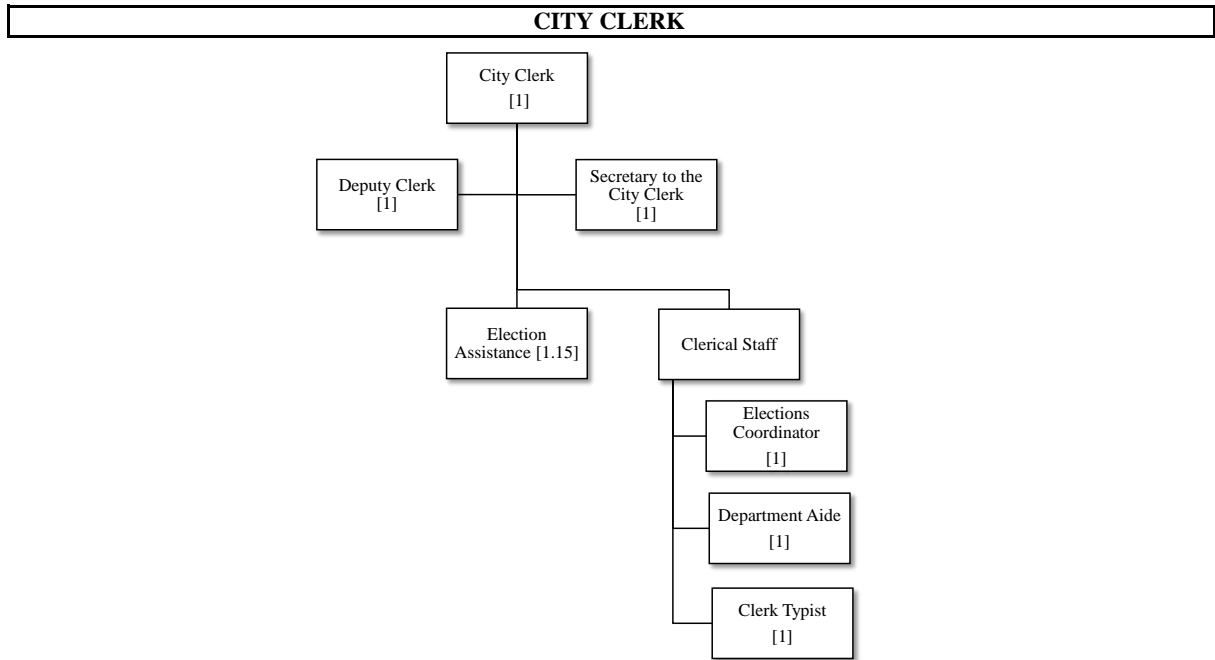 CITY CLERK
City Clerk
[1]
Deputy Clerk
[1]
Secretary to the
City Clerk
[1]
Election
Assistance [1.15]
Clerical Staff
Elections
Coordinator
[1]
Department Aide
[1]
Clerk Typist
[1]